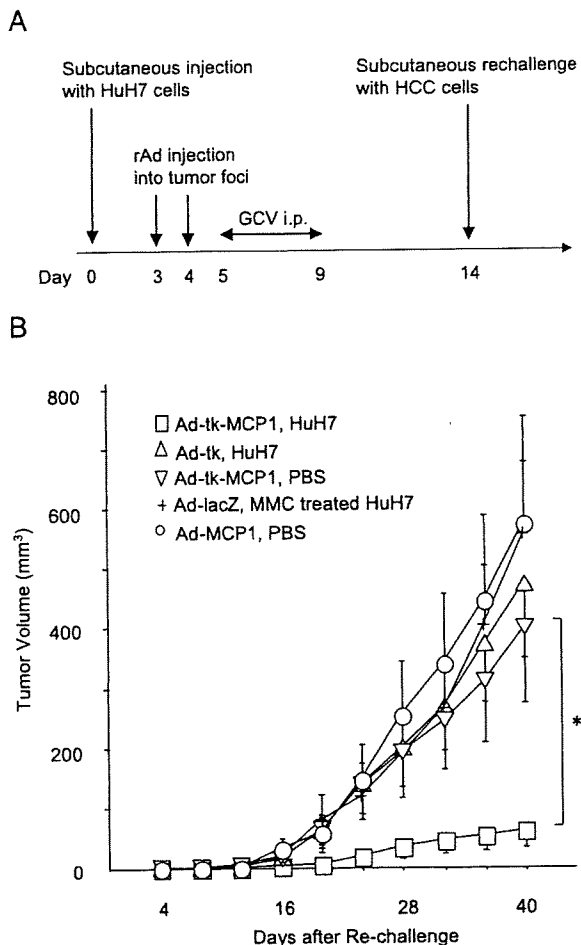 A
Subcutaneous injection
with HuH7 cells
Subcutaneous rechallenge
with HCC cells
rAd injection
into tumor foci
GCV i.p.
Day 0 3 4 5 9 14
B
800
600
400
200
0
Tumor Volume (mm³)
Ad-tk-MCP1, HuH7
Ad-tk, HuH7
Ad-tk-MCP1, PBS
Ad-lacZ, MMC treated HuH7
Ad-MCP1, PBS
*
4 16 28 40
Days after Re-challenge